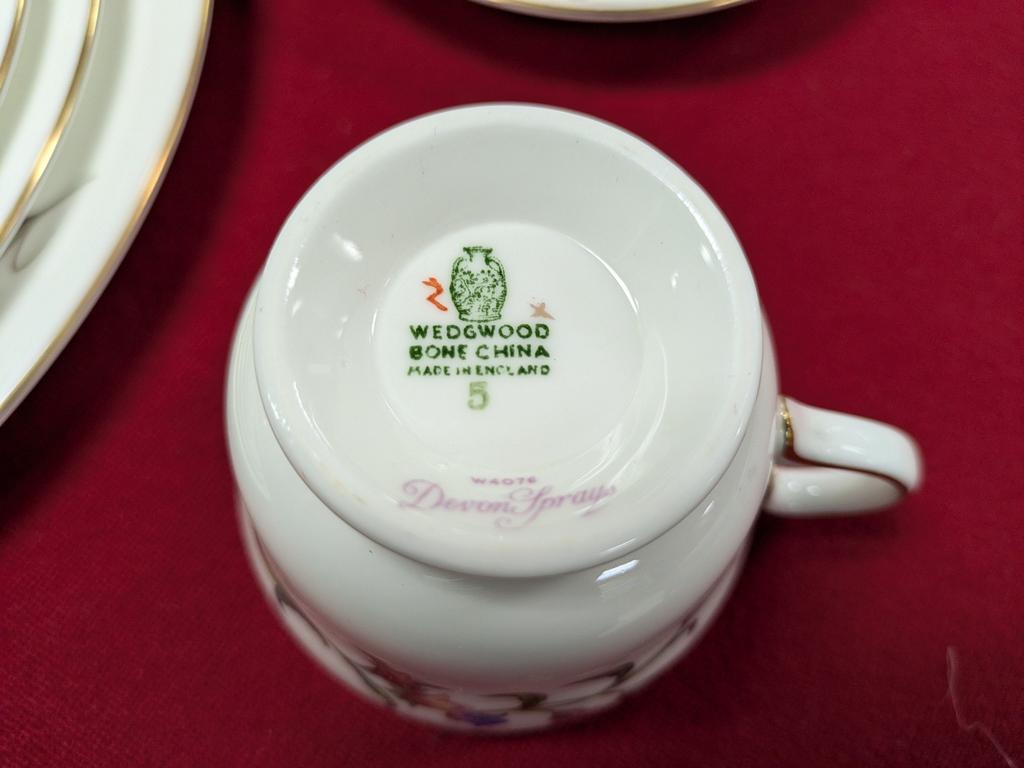 WEDGWOOD
BONE CHINA
MADE IN ENGLAND
5
W4076
Devon Sprays